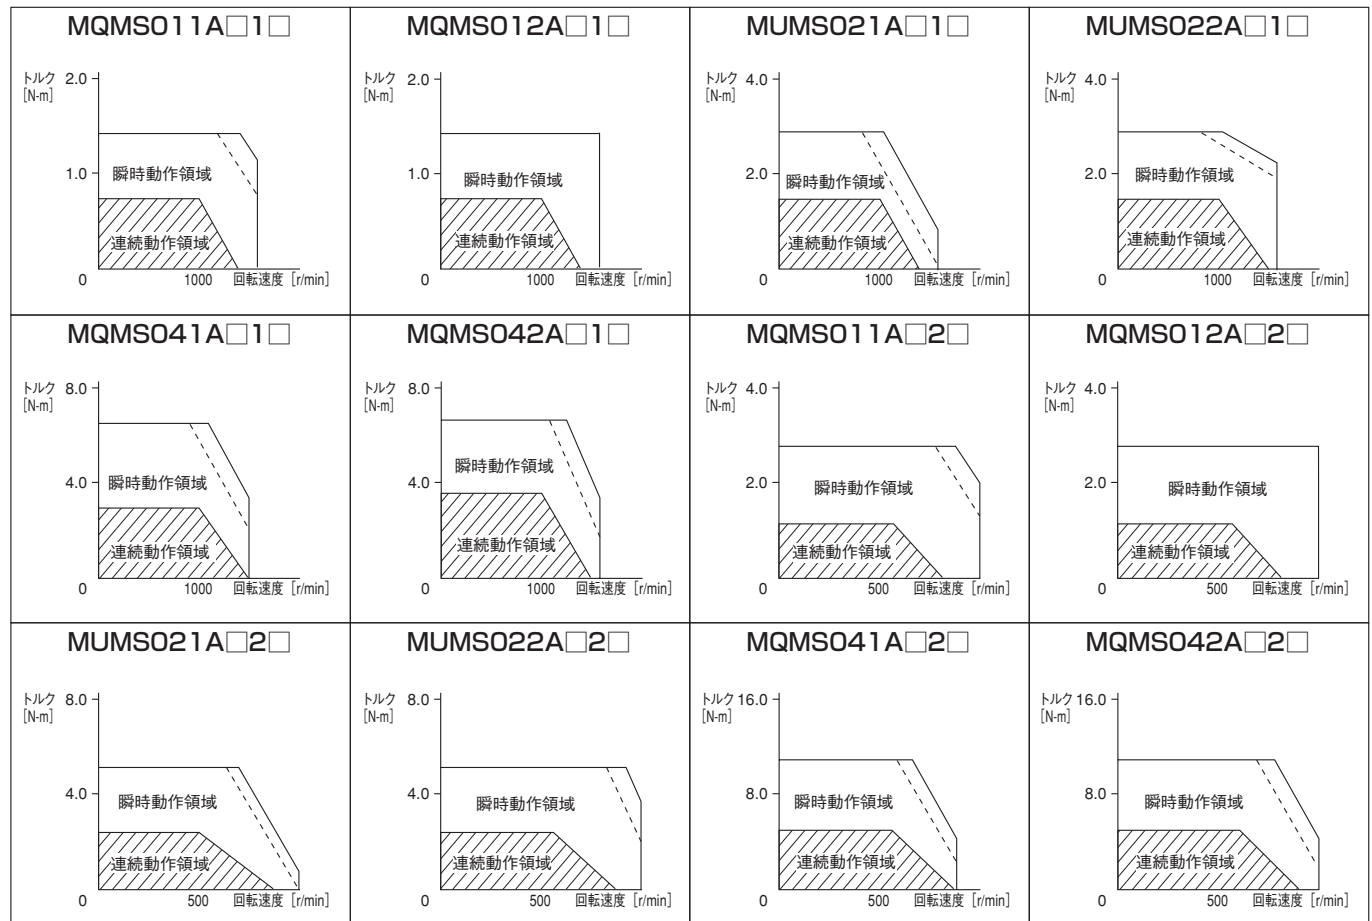 MQMS011A□1□
トルク 2.0
[N-m]
1.0
瞬時動作領域
連続動作領域
0 1000 回転速度 [r/min]
MQMS012A□1□
トルク 2.0
[N-m]
1.0
瞬時動作領域
連続動作領域
0 1000 回転速度 [r/min]
MUMS021A□1□
トルク 4.0
[N-m]
2.0
瞬時動作領域
連続動作領域
0 1000 回転速度 [r/min]
MUMS022A□1□
トルク 4.0
[N-m]
2.0
瞬時動作領域
連続動作領域
0 1000 回転速度 [r/min]
MQMS041A□1□
トルク 8.0
[N-m]
4.0
瞬時動作領域
連続動作領域
0 1000 回転速度 [r/min]
MQMS042A□1□
トルク 8.0
[N-m]
瞬時動作領域
4.0
連続動作領域
0 1000 回転速度 [r/min]
MQMS011A□2□
トルク 4.0
[N-m]
2.0
瞬時動作領域
連続動作領域
0 500 回転速度 [r/min]
MQMS012A□2□
トルク 4.0
[N-m]
2.0
瞬時動作領域
連続動作領域
0 500 回転速度 [r/min]
MUMS021A□2□
トルク 8.0
[N-m]
4.0
瞬時動作領域
連続動作領域
0 500 回転速度 [r/min]
MUMS022A□2□
トルク 8.0
[N-m]
4.0
瞬時動作領域
連続動作領域
0 500 回転速度 [r/min]
MQMS041A□2□
トルク 16.0
[N-m]
8.0
瞬時動作領域
連続動作領域
0 500 回転速度 [r/min]
MQMS042A□2□
トルク 16.0
[N-m]
8.0
瞬時動作領域
連続動作領域
0 500 回転速度 [r/min]